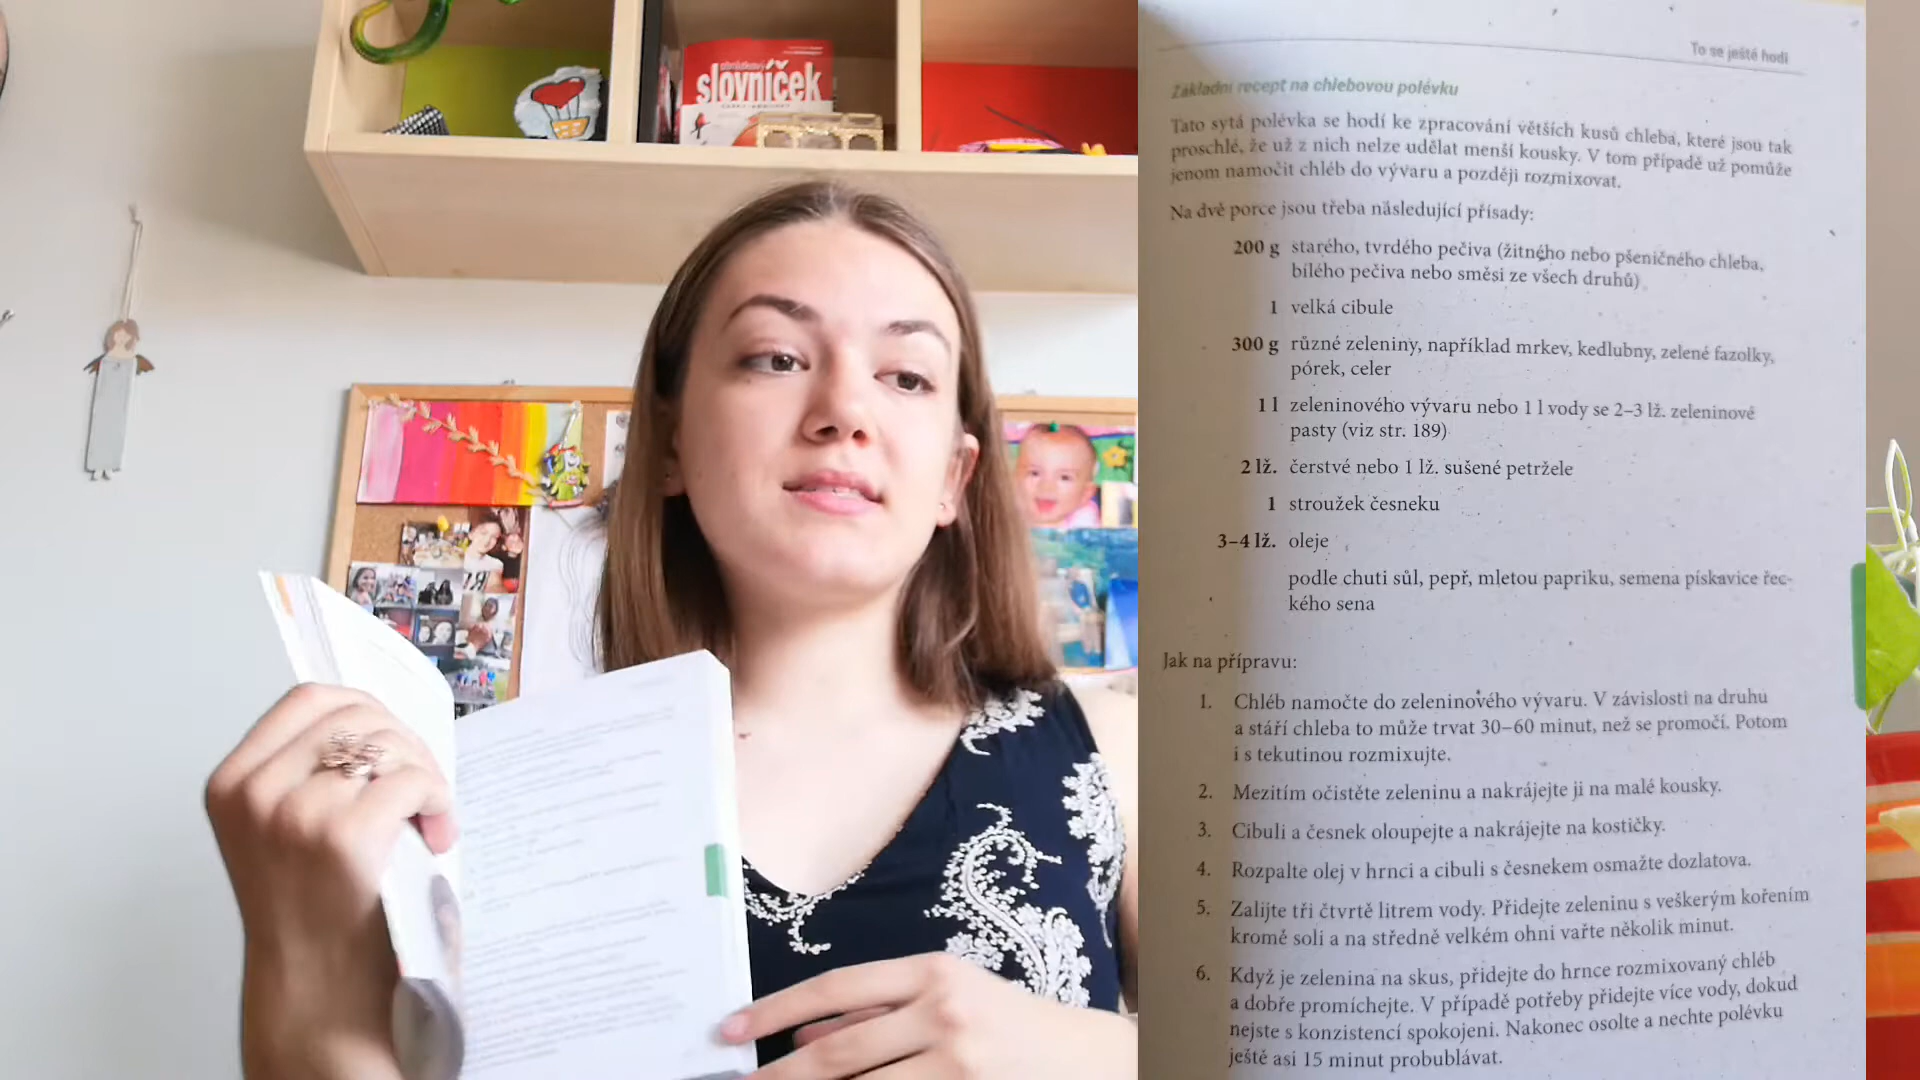 obrázkový
slovníček
To se ještě hodí
Základní recept na chlebovou polévku
Tato sytá polévka se hodí ke zpracování větších kusů chleba, které jsou tak
proschlé, že už z nich nelze udělat menší kousky. V tom případě už pomůže
jenom namočit chléb do vývaru a později rozmixovat.
Na dvě porce jsou třeba následující přísady:
200 g starého, tvrdého pečiva (žitného nebo pšeničného chleba,
bílého pečiva nebo směsi ze všech druhů)
1 velká cibule
300 g různé zeleniny, například mrkev, kedlubny, zelené fazolky,
pórek, celer
1 l zeleninového vývaru nebo 1 l vody se 2–3 lž. zeleninové
pasty (viz str. 189)
2 lž. čerstvé nebo 1 lž. sušené petržele
1 stroužek česneku
3–4 lž. oleje
podle chuti sůl, pepř, mletou papriku, semena pískavice řec-
kého sena
Jak na přípravu:
1. Chléb namočte do zeleninového vývaru. V závislosti na druhu
a stáří chleba to může trvat 30–60 minut, než se promočí. Potom
i s tekutinou rozmixujte.
2. Mezitím očistěte zeleninu a nakrájejte ji na malé kousky.
3. Cibuli a česnek oloupejte a nakrájejte na kostičky.
4. Rozpalte olej v hrnci a cibuli s česnekem osmažte dozlatova.
5. Zalijte tři čtvrtě litrem vody. Přidejte zeleninu s veškerým kořením
kromě soli a na středně velkém ohni vařte několik minut.
6. Když je zelenina na skus, přidejte do hrnce rozmixovaný chléb
a dobře promíchejte. V případě potřeby přidejte více vody, dokud
nejste s konzistencí spokojeni. Nakonec osolte a nechte polévku
ještě asi 15 minut probublávat.